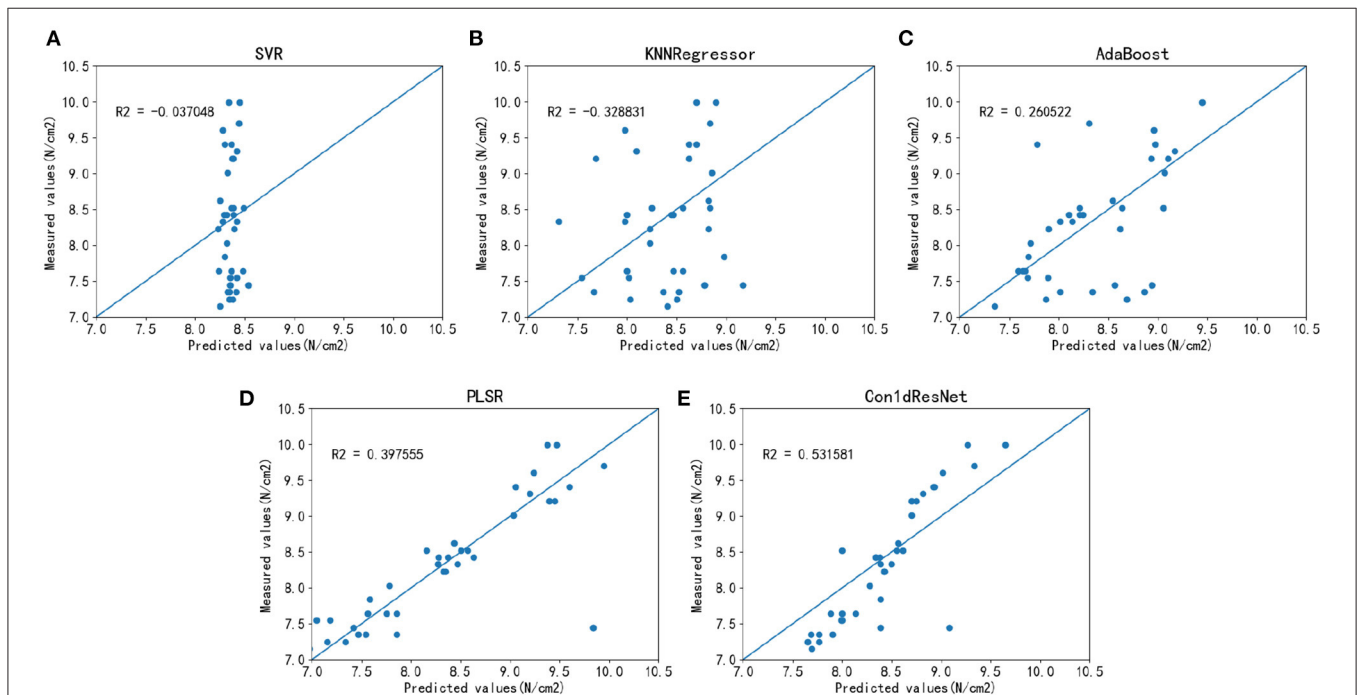 A
SVR
10.5
10.0
9.5
9.0
8.5
8.0
7.5
7.0
Measured values(N/cm2)
R2 = -0.037048
7.0 7.5 8.0 8.5 9.0 9.5 10.0 10.5
Predicted values(N/cm2)
B
KNNRegressor
10.5
10.0
9.5
9.0
8.5
8.0
7.5
7.0
Measured values(N/cm2)
R2 = -0.328831
7.0 7.5 8.0 8.5 9.0 9.5 10.0 10.5
Predicted values(N/cm2)
C
AdaBoost
10.5
10.0
9.5
9.0
8.5
8.0
7.5
7.0
Measured values(N/cm2)
R2 = 0.260522
7.0 7.5 8.0 8.5 9.0 9.5 10.0 10.5
Predicted values(N/cm2)
D
PLSR
10.5
10.0
9.5
9.0
8.5
8.0
7.5
7.0
Measured values(N/cm2)
R2 = 0.397555
7.0 7.5 8.0 8.5 9.0 9.5 10.0 10.5
Predicted values(N/cm2)
E
Con1dResNet
10.5
10.0
9.5
9.0
8.5
8.0
7.5
7.0
Measured values(N/cm2)
R2 = 0.531581
7.0 7.5 8.0 8.5 9.0 9.5 10.0 10.5
Predicted values(N/cm2)